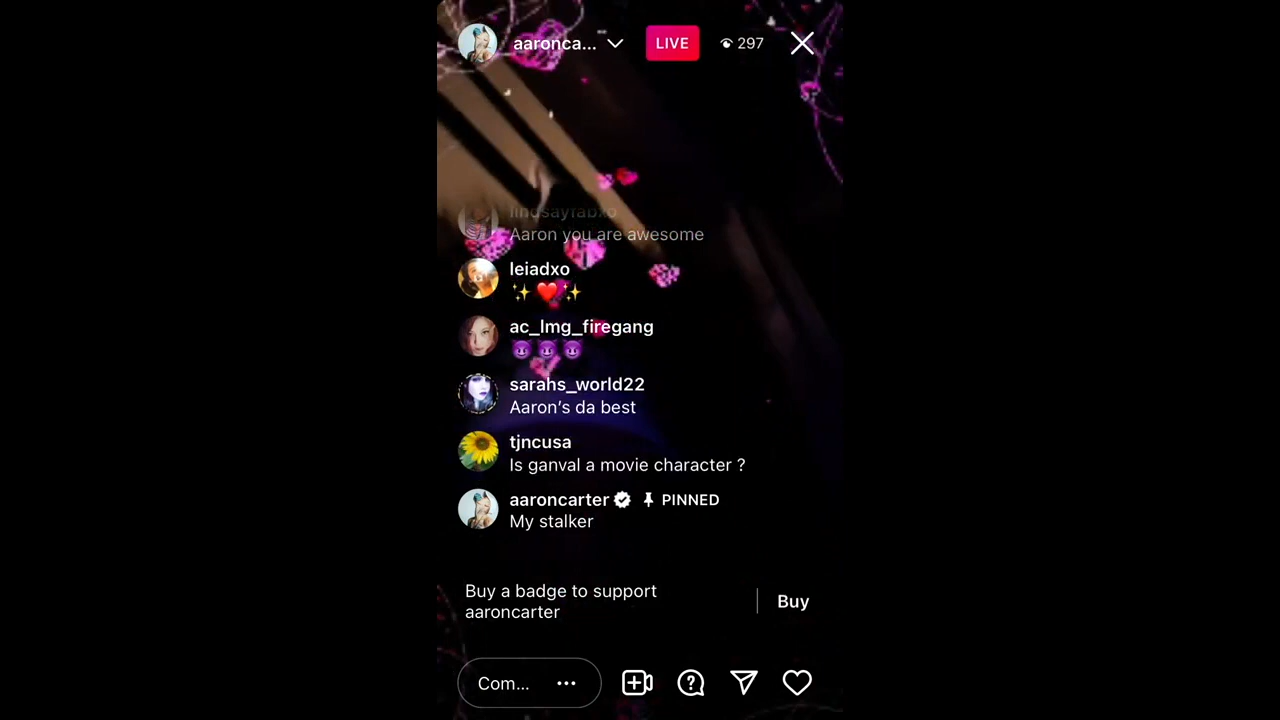 aaronca...
LIVE
297
lindsayrabxo
Aaron you are awesome
leiadxo
✨ ❤️ ✨
ac_lmg_firegang
😈 😈 😈
sarahs_world22
Aaron’s da best
tjncusa
Is ganval a movie character ?
aaroncarter PINNED
My stalker
Buy a badge to support
aaroncarter
Buy
Com...